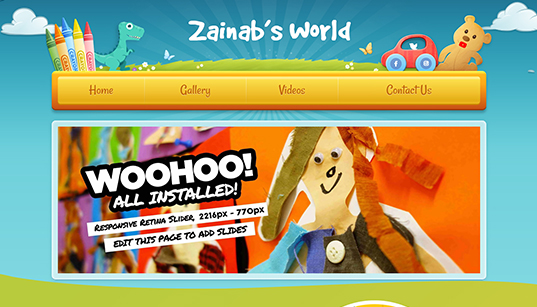 Zainab's World
Home Gallery Videos Contact Us
WOOHOO!
ALL INSTALLED!
RESPONSIVE RETINA SLIDER, 2216PX - 770PX
EDIT THIS PAGE TO ADD SLIDES